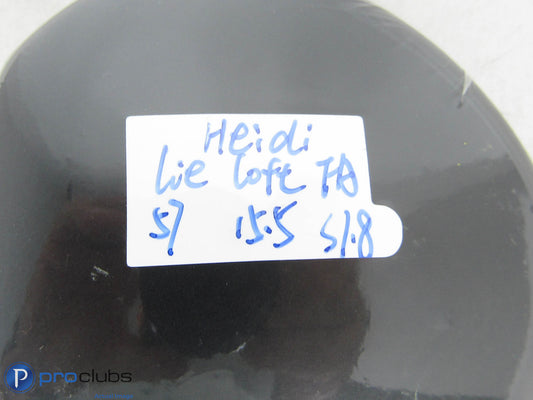 Heidi
Lie Loft FA
57 15.5 51.8
proclubs